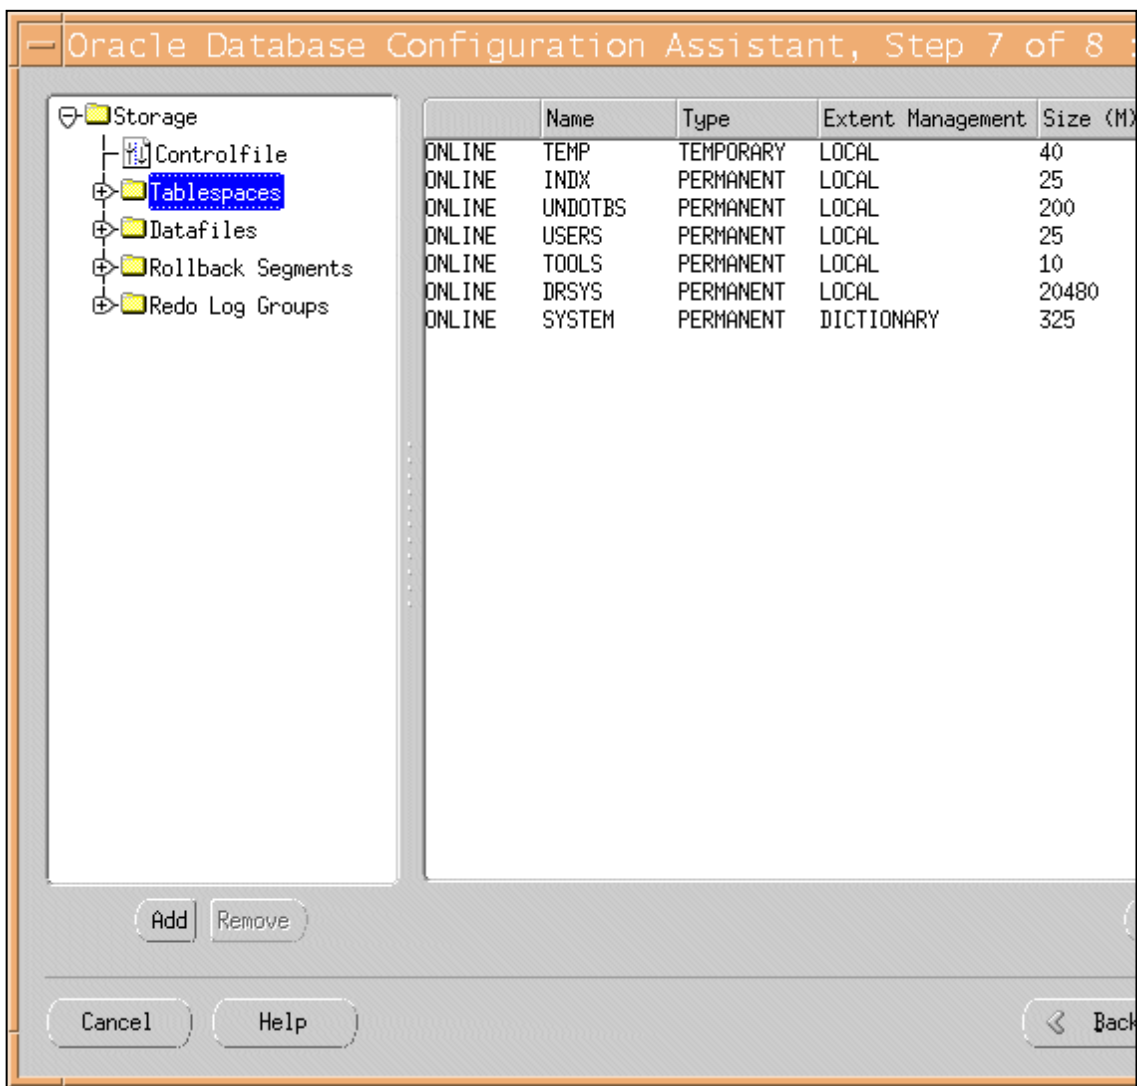 Oracle Database Configuration Assistant, Step 7 of 8 :
Storage
Controlfile
Tablespaces
Datafiles
Rollback Segments
Redo Log Groups
Name Type Extent Management Size (M)
ONLINE TEMP TEMPORARY LOCAL 40
ONLINE INDX PERMANENT LOCAL 25
ONLINE UNDOTBS PERMANENT LOCAL 200
ONLINE USERS PERMANENT LOCAL 25
ONLINE TOOLS PERMANENT LOCAL 10
ONLINE DRSYS PERMANENT LOCAL 20480
ONLINE SYSTEM PERMANENT DICTIONARY 325
Add Remove
Cancel Help Back